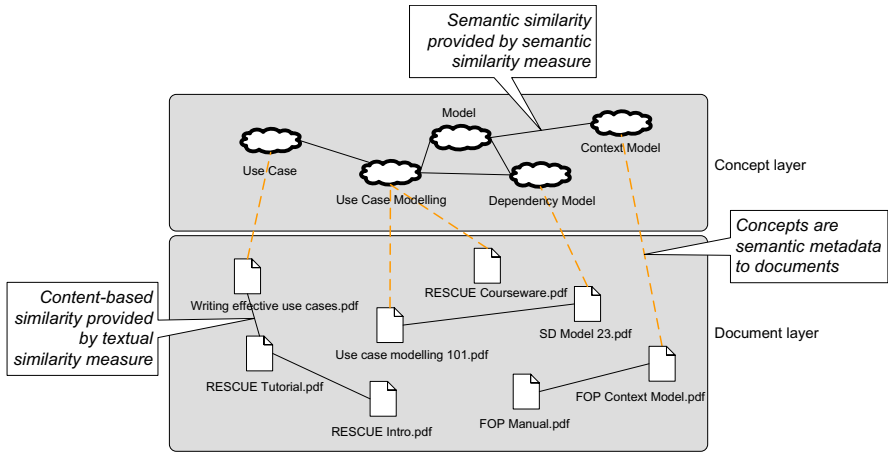 Semantic similarity
provided by semantic
similarity measure
Model
Use Case
Context Model
Use Case Modelling
Dependency Model
Concept layer
Concepts are
semantic metadata
to documents
Content-based
similarity provided
by textual
similarity measure
Writing effective use cases.pdf
RESCUE Courseware.pdf
Use case modelling 101.pdf
SD Model 23.pdf
Document layer
RESCUE Tutorial.pdf
FOP Context Model.pdf
RESCUE Intro.pdf
FOP Manual.pdf